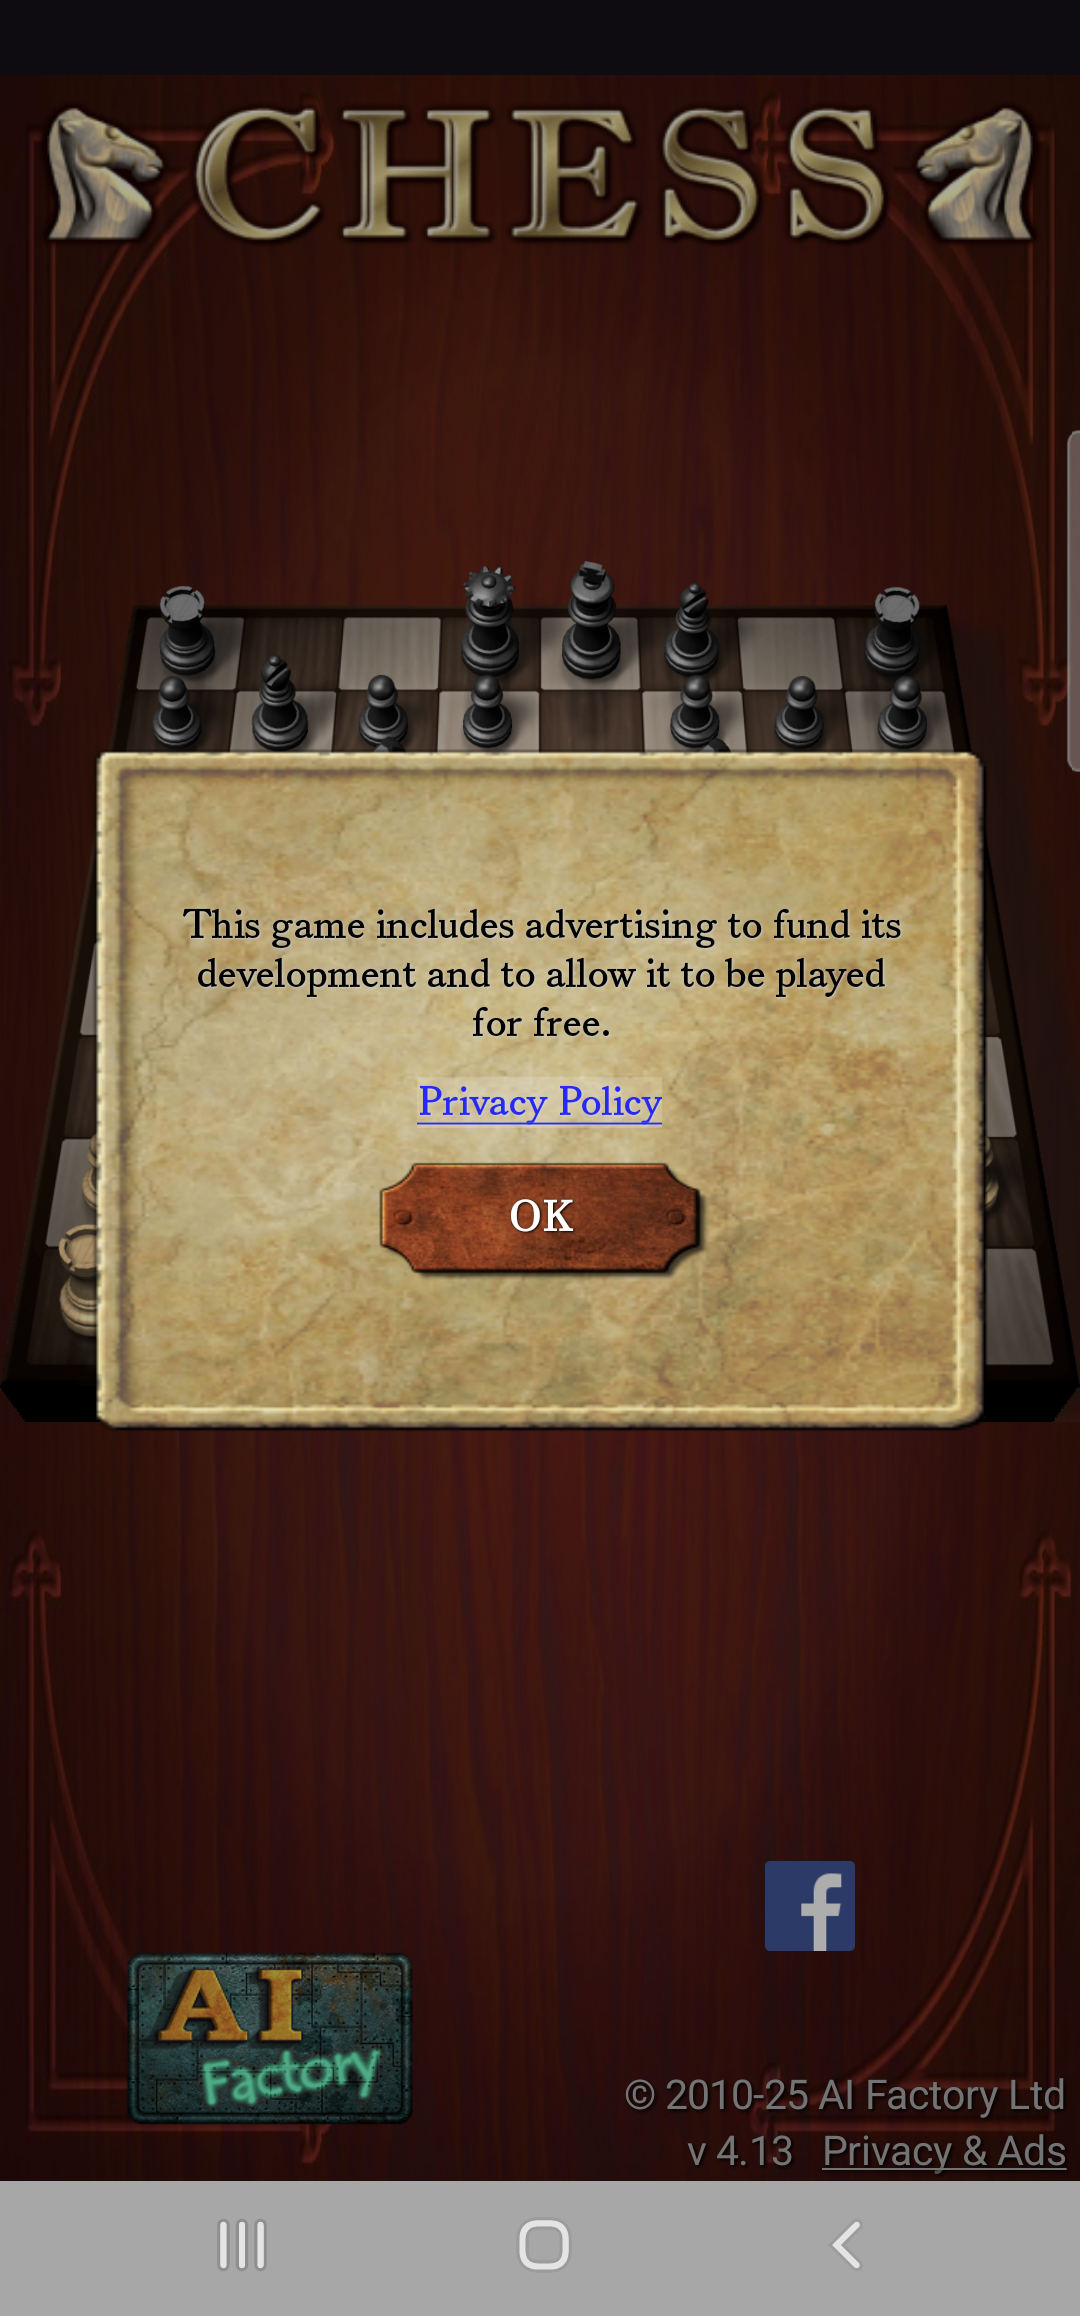 CHESS
This game includes advertising to fund its
development and to allow it to be played
for free.
Privacy Policy
OK
f
AI
Factory
© 2010-25 AI Factory Ltd
v 4.13 Privacy & Ads